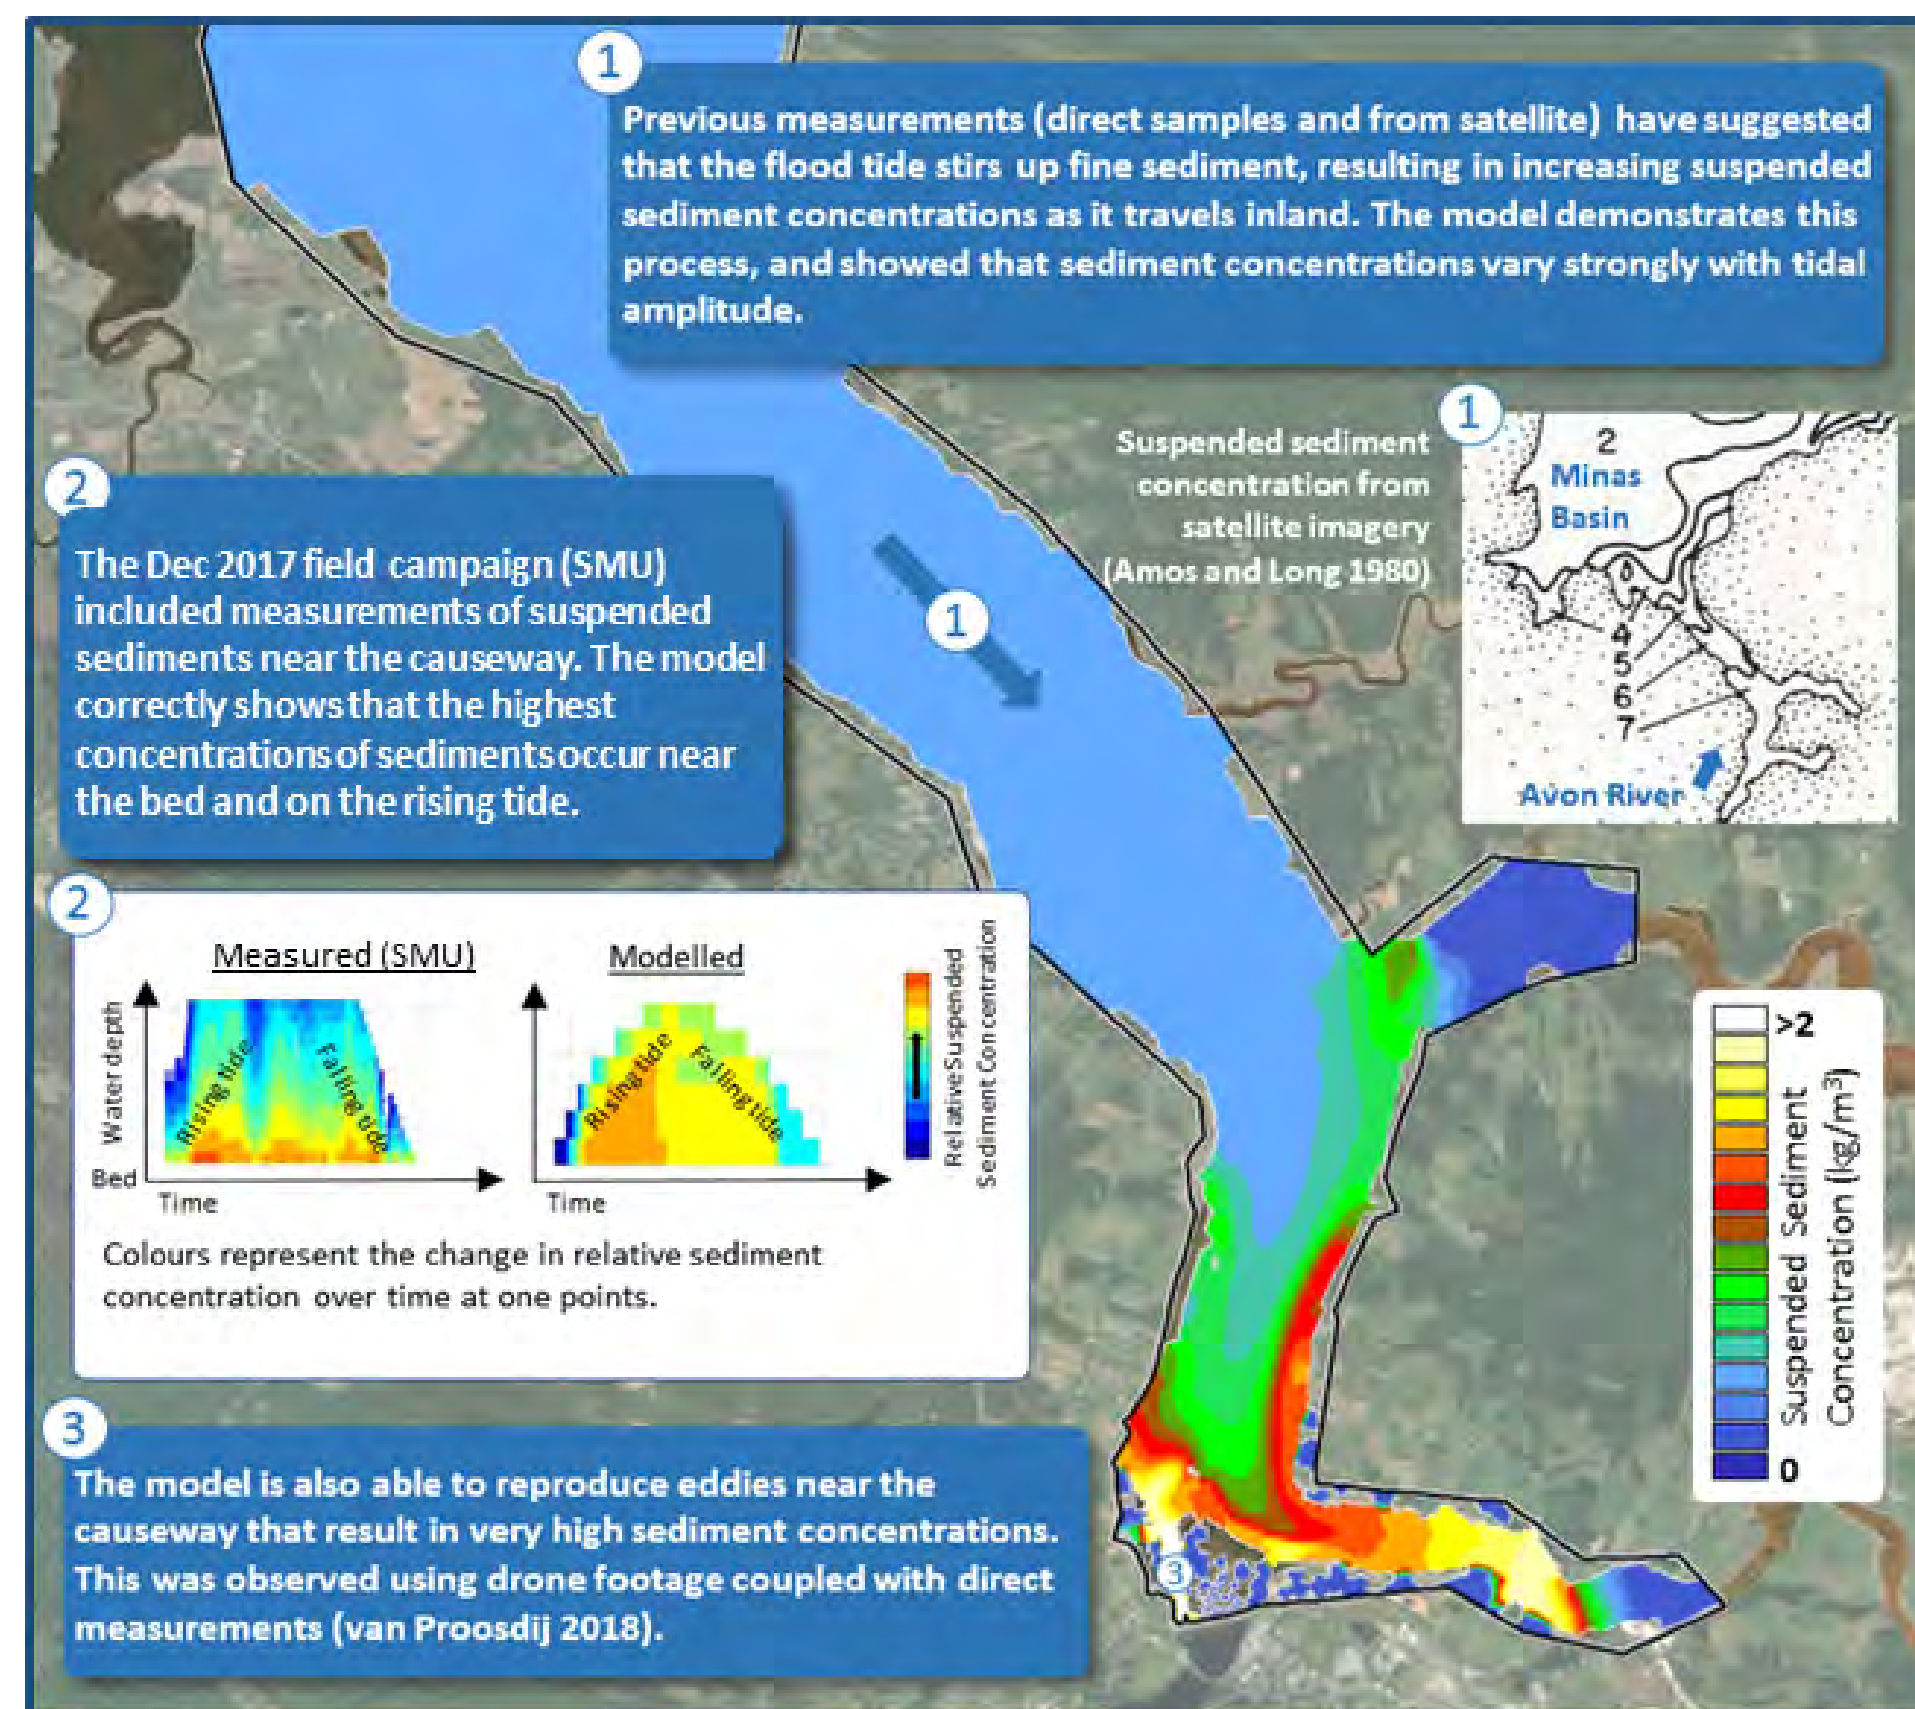 1
Previous measurements (direct samples and from satellite) have suggested
that the flood tide stirs up fine sediment, resulting in increasing suspended
sediment concentrations as it travels inland. The model demonstrates this
process, and showed that sediment concentrations vary strongly with tidal
amplitude.
1
Suspended sediment
concentration from
satellite imagery
(Amos and Long 1980)
2
Minas
Basin
6
7
4
5
6
7
Avon River
2
The Dec 2017 field campaign (SMU)
included measurements of suspended
sediments near the causeway. The model
correctly shows that the highest
concentrations of sediments occur near
the bed and on the rising tide.
1
2
Measured (SMU)
Water depth
Rising tide
Falling tide
Bed
Time
Modelled
Rising tide
Falling tide
Time
Relative Suspended
Sediment Concentration
Colours represent the change in relative sediment
concentration over time at one points.
>2
0
Suspended Sediment
Concentration (kg/m³)
3
The model is also able to reproduce eddies near the
causeway that result in very high sediment concentrations.
This was observed using drone footage coupled with direct
measurements (van Proosdij 2018).
3